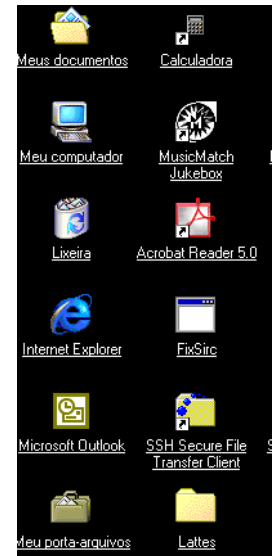 Meus documentos
Calculadora
Meu computador
MusicMatch
Jukebox
Lixeira
Acrobat Reader 5.0
Internet Explorer
FixSirc
Microsoft Outlook
SSH Secure File
Transfer Client
Meu porta-arquivos
Lattes